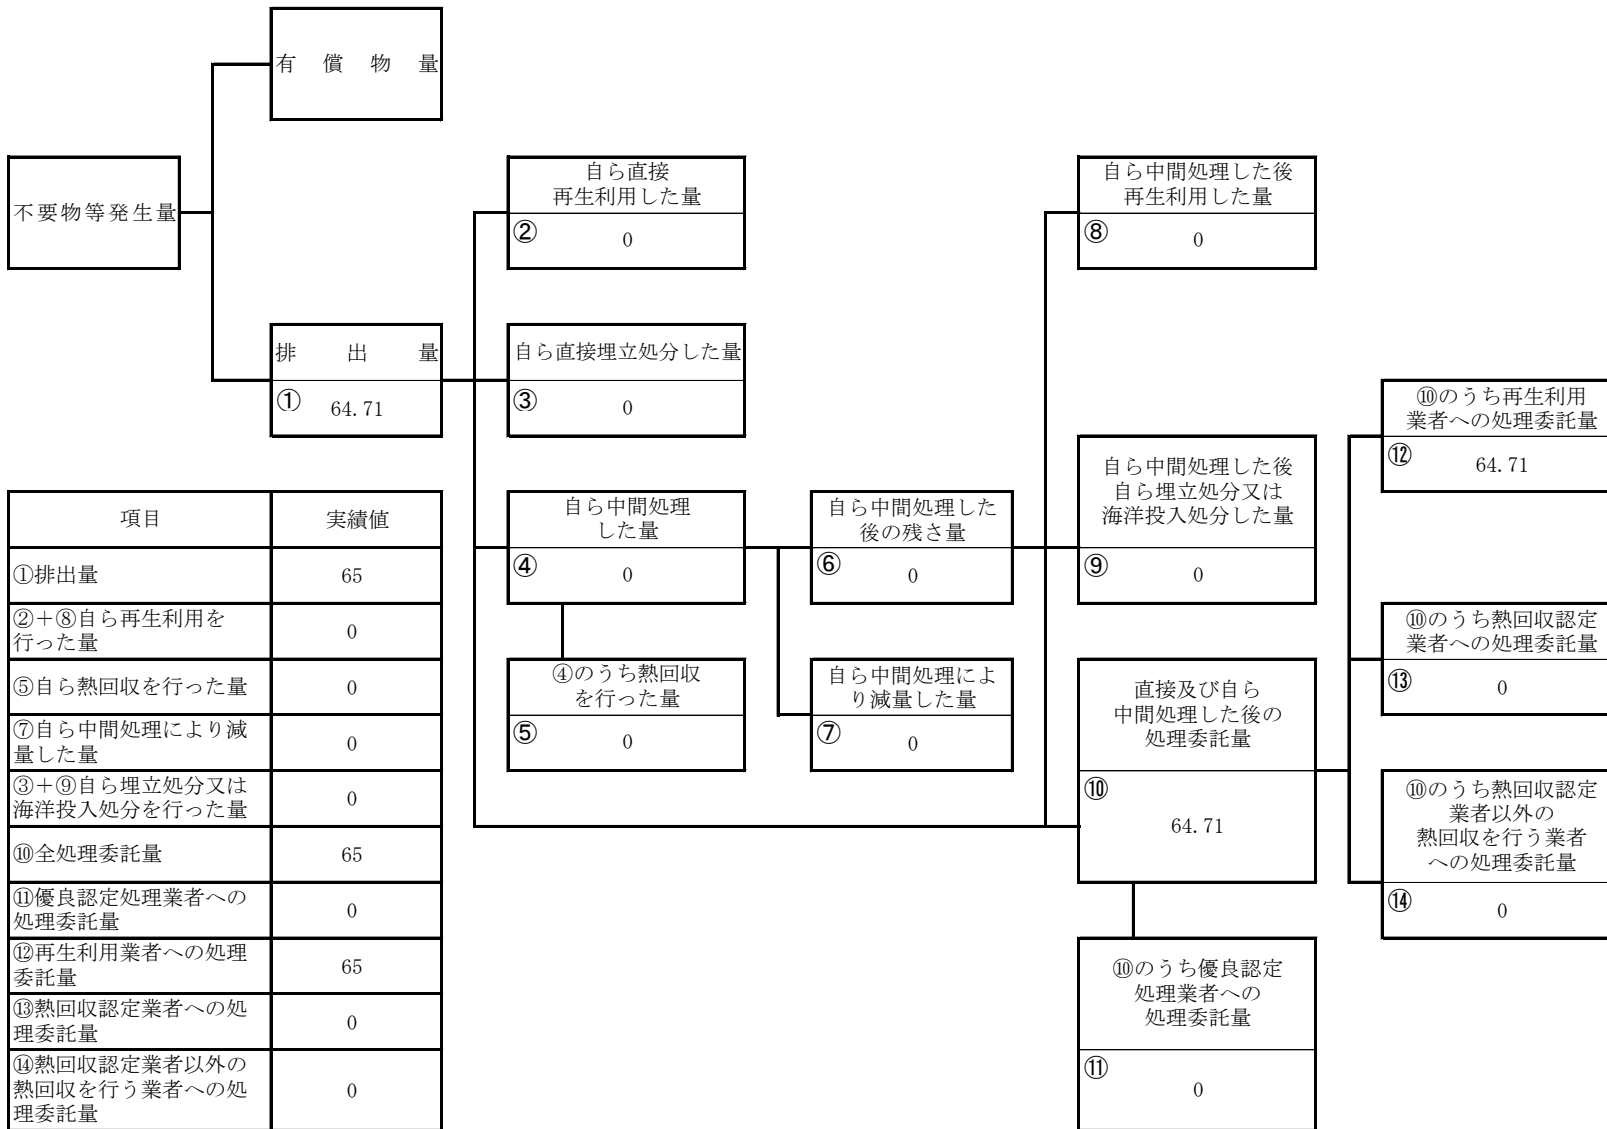 有償物量
不要物等発生量
排出量
① 64.71
自ら直接
再生利用した量
② 0
自ら直接埋立処分した量
③ 0
自ら中間処理
した量
④ 0
④のうち熱回収
を行った量
⑤ 0
自ら中間処理した
後の残さ量
⑥ 0
自ら中間処理によ
り減量した量
⑦ 0
自ら中間処理した後
再生利用した量
⑧ 0
自ら中間処理した後
自ら埋立処分又は
海洋投入処分した量
⑨ 0
直接及び自ら
中間処理した後の
処理委託量
⑩
64.71
⑩のうち優良認定
処理業者への
処理委託量
⑪
0
⑩のうち再生利用
業者への処理委託量
⑫ 64.71
⑩のうち熱回収認定
業者への処理委託量
⑬ 0
⑩のうち熱回収認定
業者以外の
熱回収を行う業者
への処理委託量
⑭ 0
項目 実績値
①排出量 65
②+⑧自ら再生利用を
行った量 0
⑤自ら熱回収を行った量 0
⑦自ら中間処理により減
量した量 0
③+⑨自ら埋立処分又は
海洋投入処分を行った量 0
⑩全処理委託量 65
⑪優良認定処理業者への
処理委託量 0
⑫再生利用業者への処理
委託量 65
⑬熱回収認定業者への処
理委託量 0
⑭熱回収認定業者以外の
熱回収を行う業者への処
理委託量 0